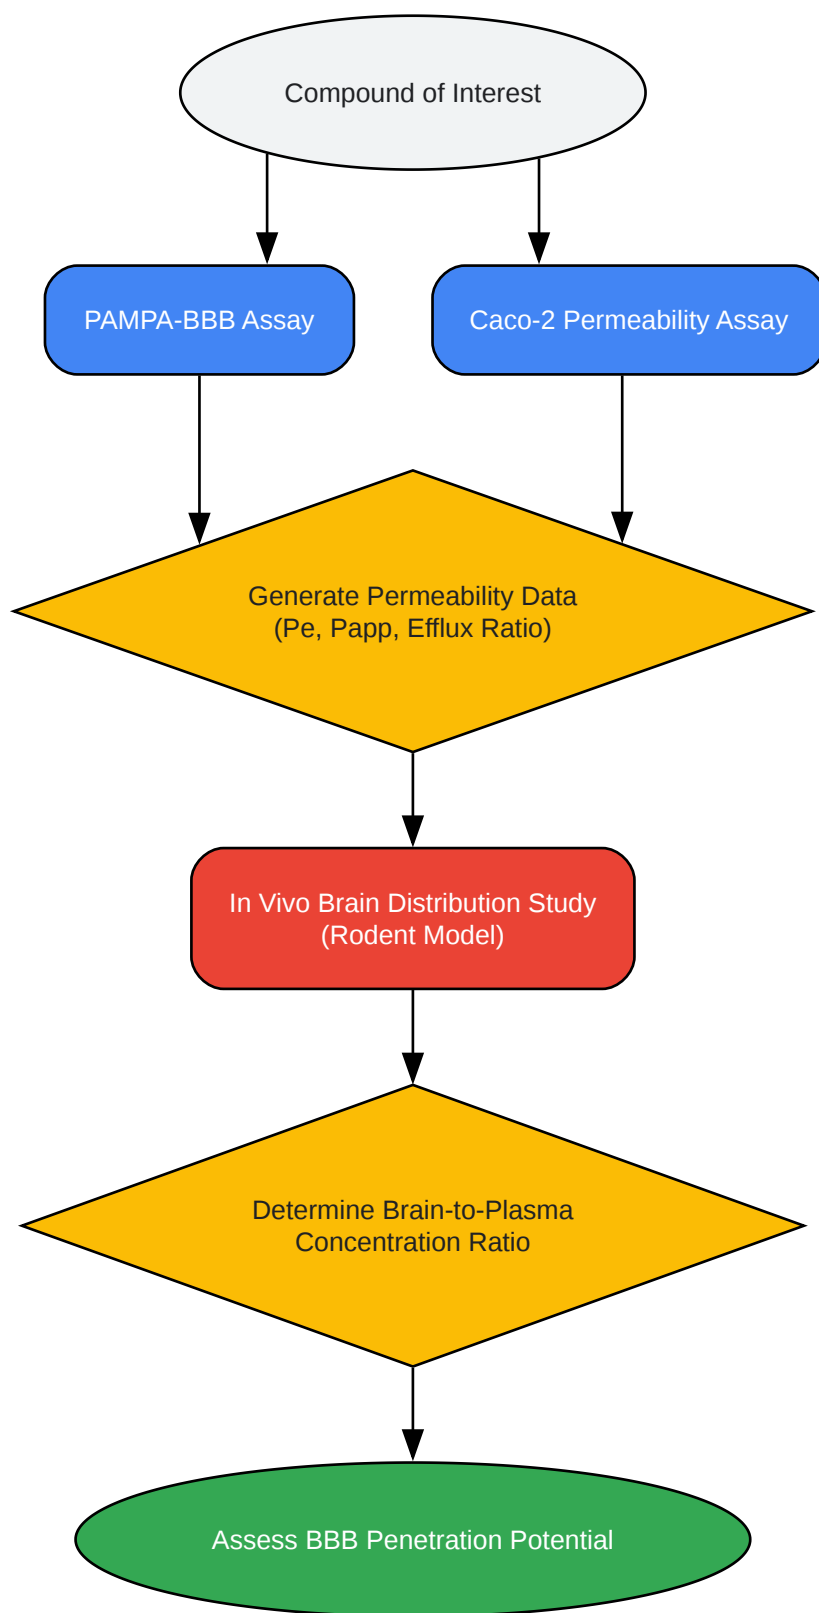 Compound of Interest
PAMPA-BBB Assay
Caco-2 Permeability Assay
Generate Permeability Data
(Pe, Papp, Efflux Ratio)
In Vivo Brain Distribution Study
(Rodent Model)
Determine Brain-to-Plasma
Concentration Ratio
Assess BBB Penetration Potential